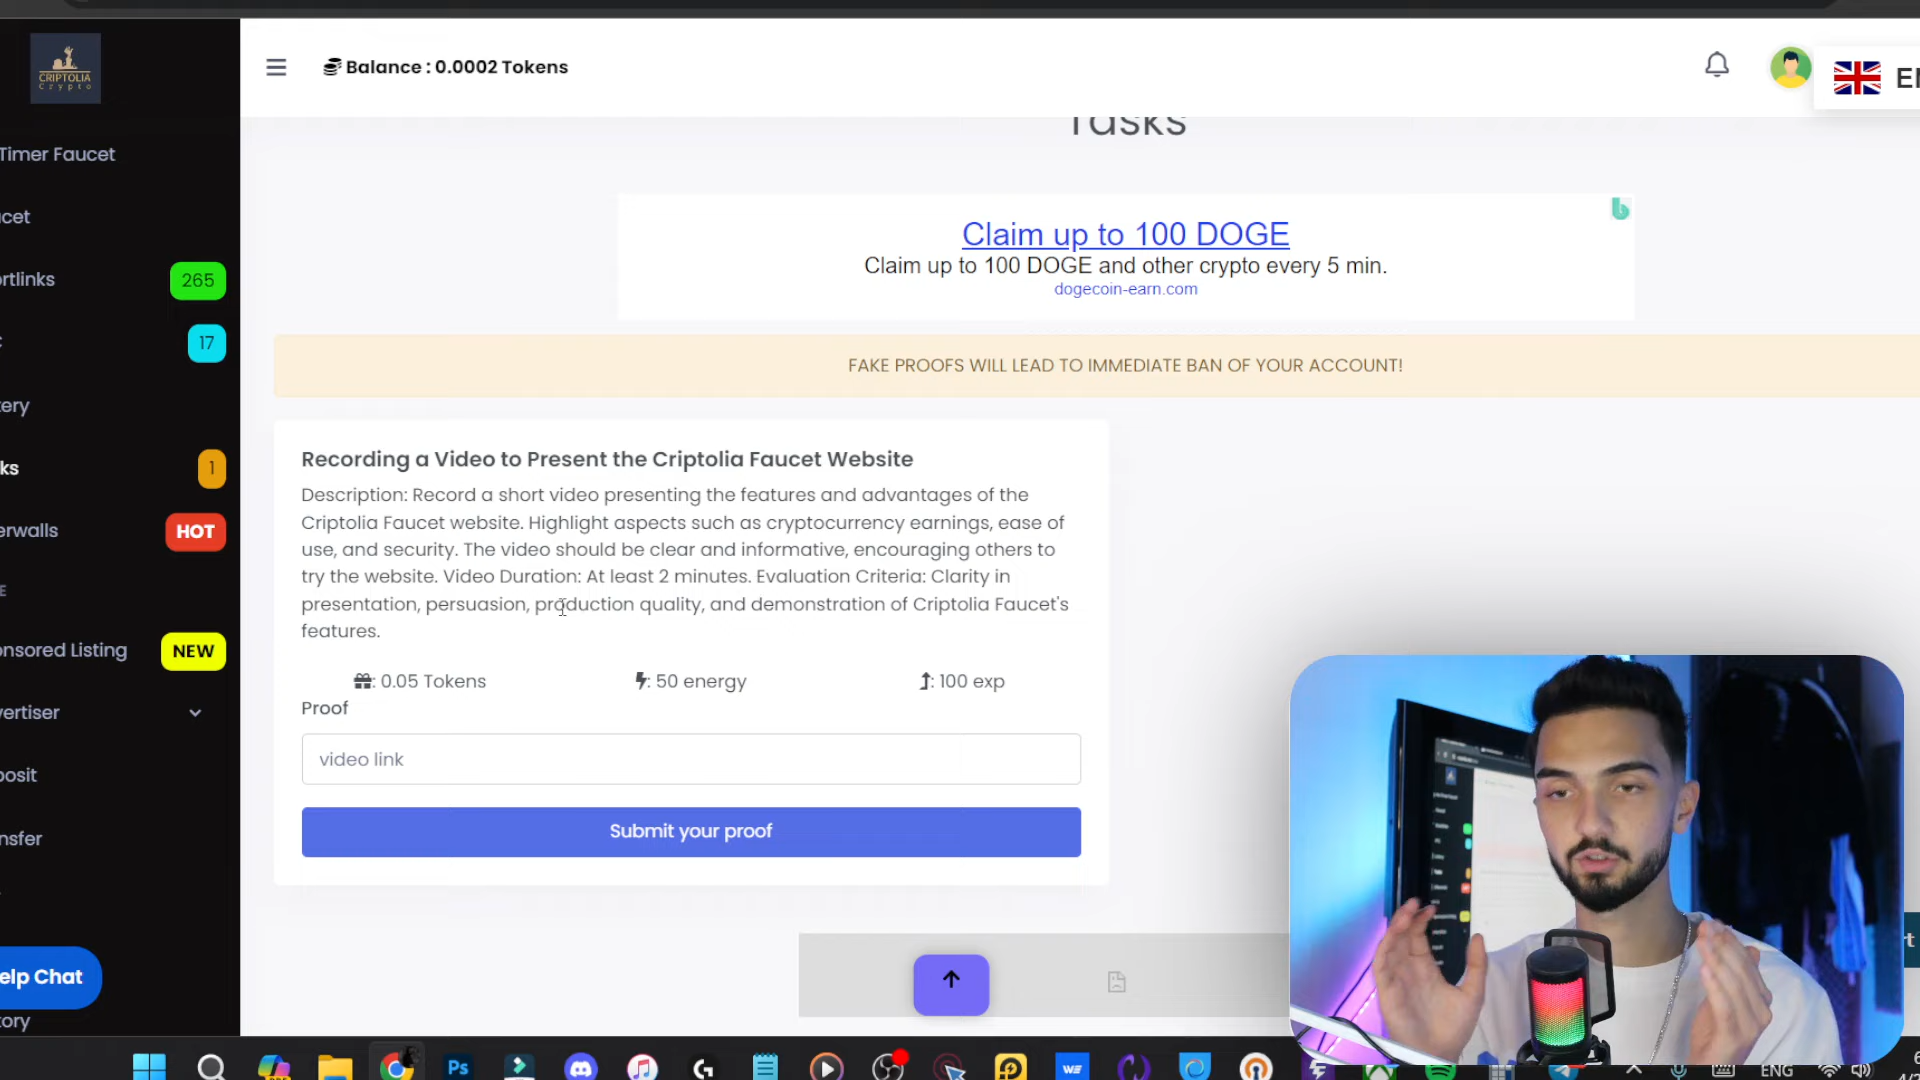 CRIPTOLIA
Crypto
Balance : 0.0002 Tokens
Timer Faucet
cet
rtlinks
265
17
ery
ks
1
erwalls
HOT
E
onsored Listing
NEW
vertiser
osit
nsfer
elp Chat
ory
Tasks
Claim up to 100 DOGE
Claim up to 100 DOGE and other crypto every 5 min.
dogecoin-earn.com
FAKE PROOFS WILL LEAD TO IMMEDIATE BAN OF YOUR ACCOUNT!
Recording a Video to Present the Criptolia Faucet Website
Description: Record a short video presenting the features and advantages of the
Criptolia Faucet website. Highlight aspects such as cryptocurrency earnings, ease of
use, and security. The video should be clear and informative, encouraging others to
try the website. Video Duration: At least 2 minutes. Evaluation Criteria: Clarity in
presentation, persuasion, production quality, and demonstration of Criptolia Faucet's
features.
: 0.05 Tokens
: 50 energy
: 100 exp
Proof
video link
Submit your proof
Ps
WE
ENG